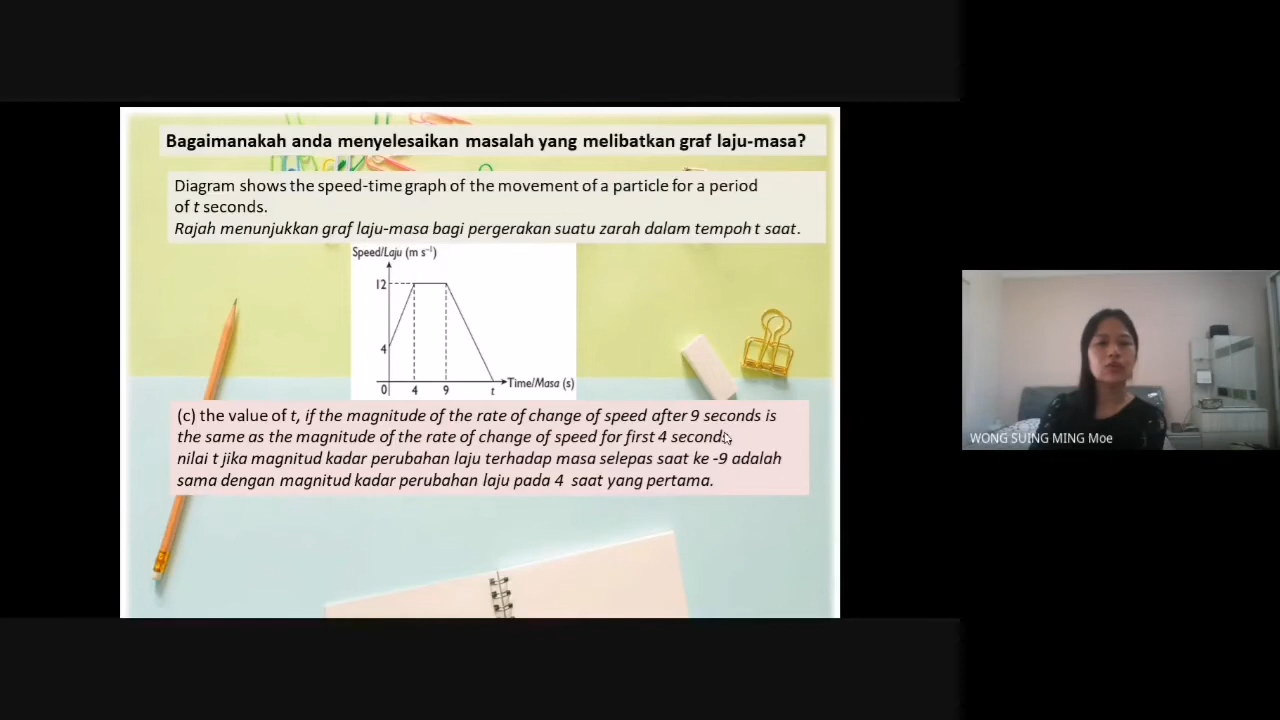 Bagaimanakah anda menyelesaikan masalah yang melibatkan graf laju-masa?
Diagram shows the speed-time graph of the movement of a particle for a period
of t seconds.
Rajah menunjukkan graf laju-masa bagi pergerakan suatu zarah dalam tempoh t saat.
Speed/Laju (m s⁻¹)
12
4
0 4 9 t Time/Masa (s)
(c) the value of t, if the magnitude of the rate of change of speed after 9 seconds is
the same as the magnitude of the rate of change of speed for first 4 seconds,
nilai t jika magnitud kadar perubahan laju terhadap masa selepas saat ke -9 adalah
sama dengan magnitud kadar perubahan laju pada 4 saat yang pertama.
WONG SUING MING Moe